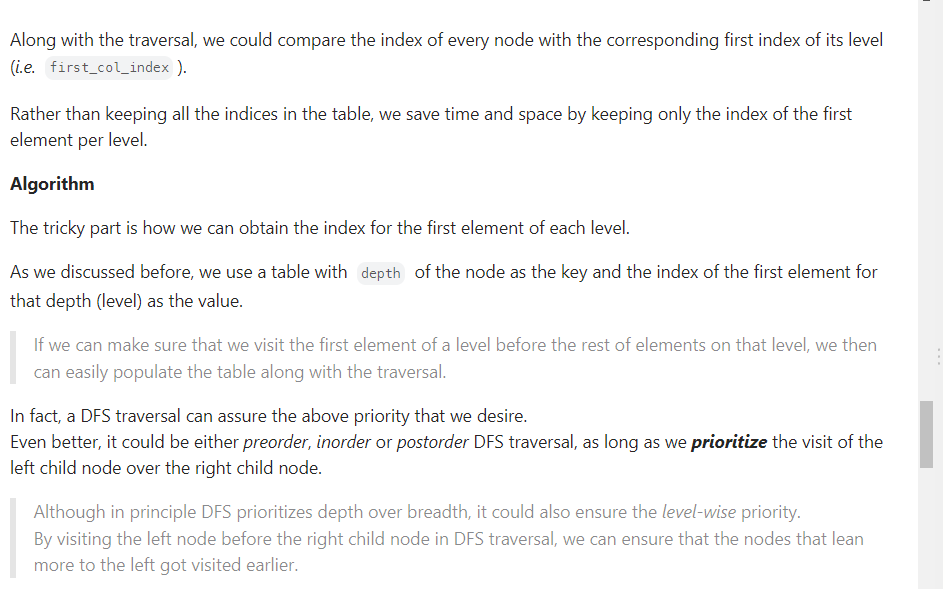 Along with the traversal, we could compare the index of every node with the corresponding first index of its level
(i.e. first_col_index ).
Rather than keeping all the indices in the table, we save time and space by keeping only the index of the first
element per level.
Algorithm
The tricky part is how we can obtain the index for the first element of each level.
As we discussed before, we use a table with depth of the node as the key and the index of the first element for
that depth (level) as the value.
If we can make sure that we visit the first element of a level before the rest of elements on that level, we then
can easily populate the table along with the traversal.
In fact, a DFS traversal can assure the above priority that we desire.
Even better, it could be either preorder, inorder or postorder DFS traversal, as long as we prioritize the visit of the
left child node over the right child node.
Although in principle DFS prioritizes depth over breadth, it could also ensure the level-wise priority.
By visiting the left node before the right child node in DFS traversal, we can ensure that the nodes that lean
more to the left got visited earlier.